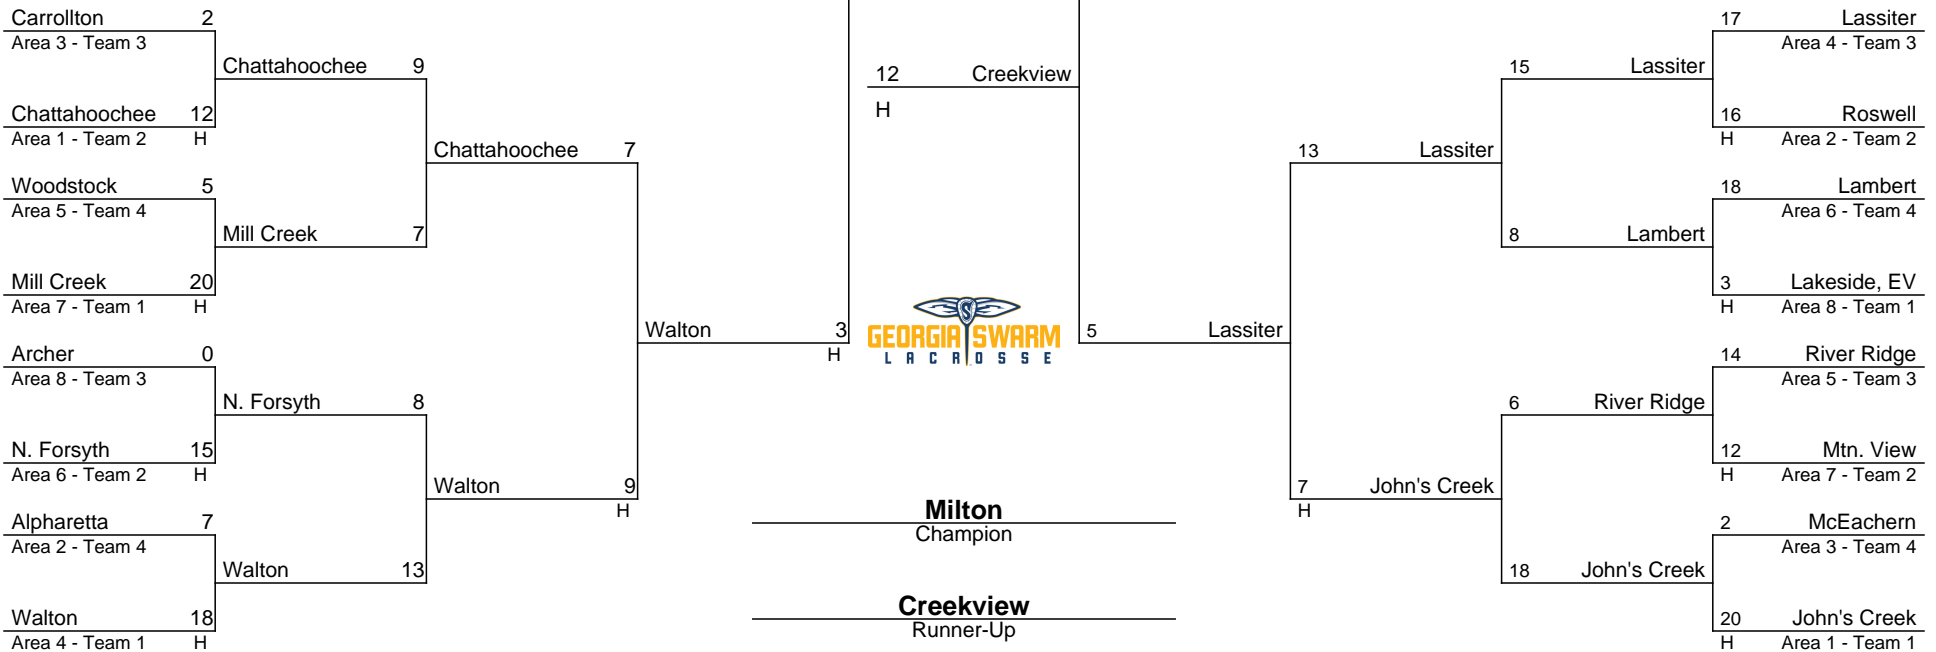 Carrollton 2
Area 3 - Team 3
Chattahoochee 9
Chattahoochee 12
Area 1 - Team 2 H
Chattahoochee 7
Woodstock 5
Area 5 - Team 4
Mill Creek 7
Mill Creek 20
Area 7 - Team 1 H
Walton 3
H
Archer 0
Area 8 - Team 3
N. Forsyth 8
N. Forsyth 15
Area 6 - Team 2 H
Walton 9
H
Alpharetta 7
Area 2 - Team 4
Walton 13
Walton 18
Area 4 - Team 1 H
12 Creekview
H
GEORGIA SWARM
LACROSSE
Milton
Champion
Creekview
Runner-Up
17 Lassiter
Area 4 - Team 3
15 Lassiter
16 Roswell
H Area 2 - Team 2
13 Lassiter
18 Lambert
Area 6 - Team 4
8 Lambert
3 Lakeside, EV
H Area 8 - Team 1
5 Lassiter
14 River Ridge
Area 5 - Team 3
6 River Ridge
12 Mtn. View
H Area 7 - Team 2
7 John's Creek
H
2 McEachern
Area 3 - Team 4
18 John's Creek
20 John's Creek
H Area 1 - Team 1